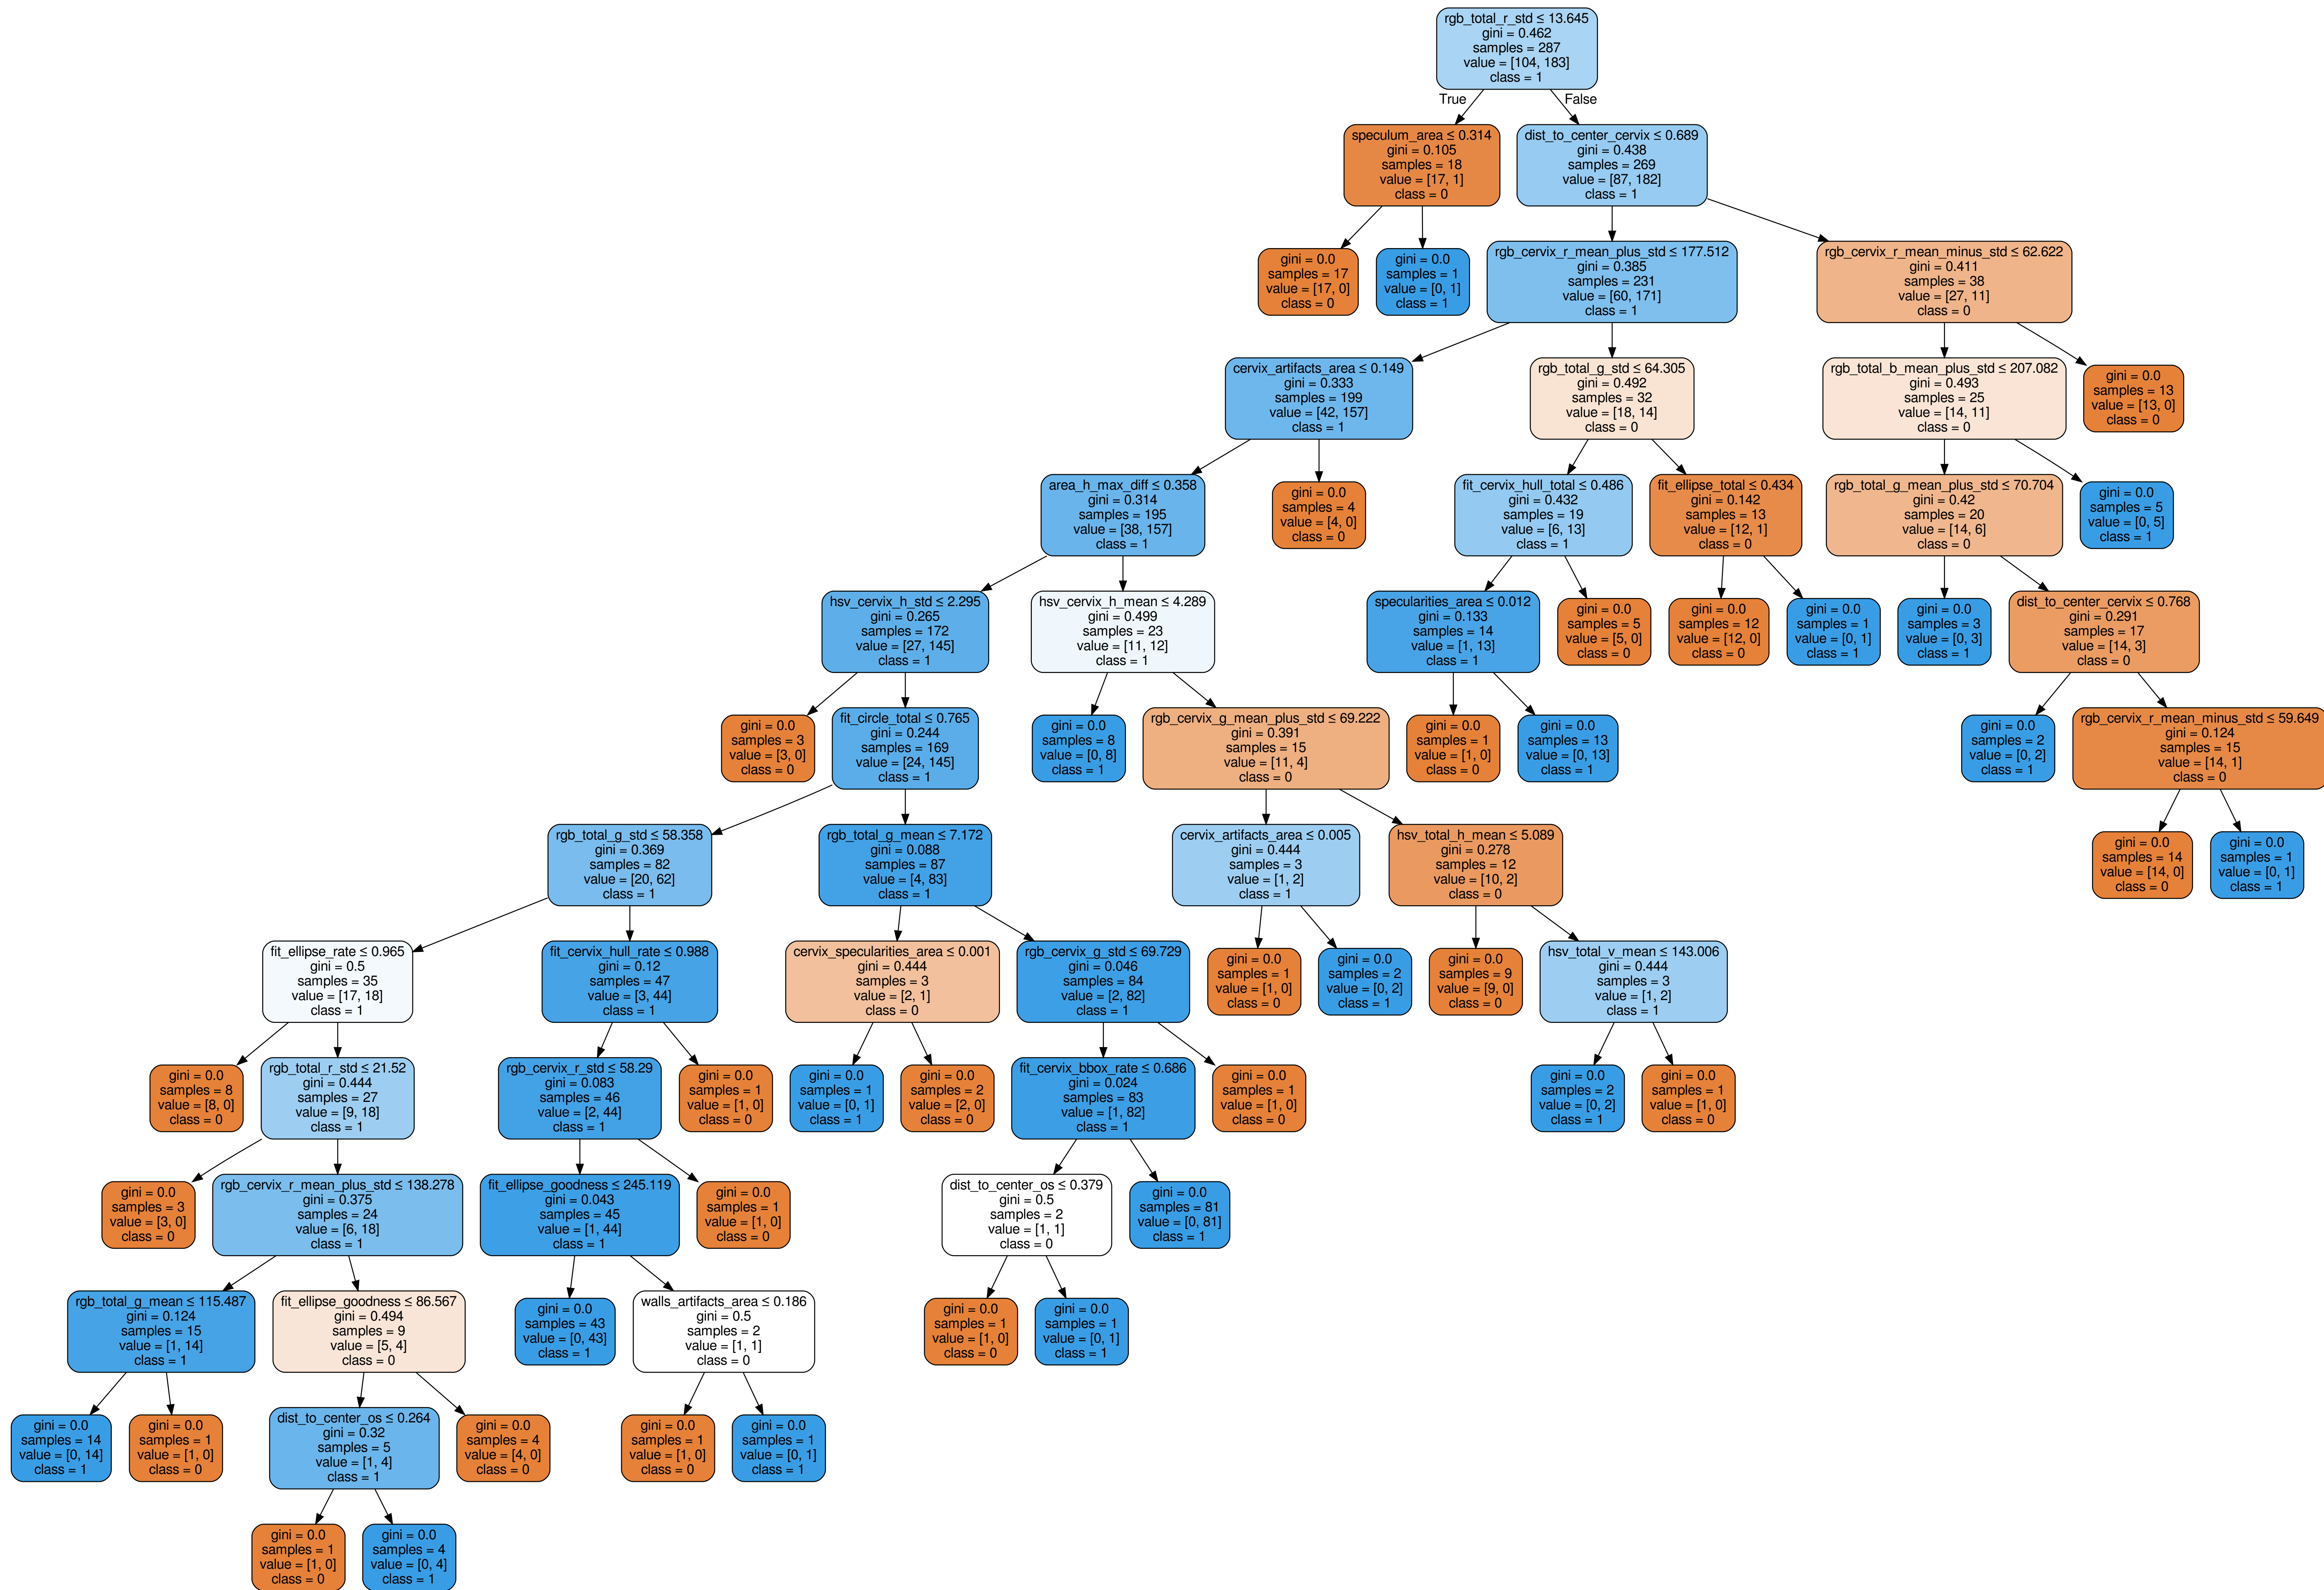 rgb_total_r_std ≤ 13.645
gini = 0.462
samples = 287
value = [104, 183]
class = 1
True
False
speculum_area ≤ 0.314
gini = 0.105
samples = 18
value = [17, 1]
class = 0
dist_to_center_cervix ≤ 0.689
gini = 0.438
samples = 269
value = [87, 182]
class = 1
gini = 0.0
samples = 17
value = [17, 0]
class = 0
gini = 0.0
samples = 1
value = [0, 1]
class = 1
rgb_cervix_r_mean_plus_std ≤ 177.512
gini = 0.385
samples = 231
value = [60, 171]
class = 1
rgb_cervix_r_mean_minus_std ≤ 62.622
gini = 0.411
samples = 38
value = [27, 11]
class = 0
cervix_artifacts_area ≤ 0.149
gini = 0.333
samples = 199
value = [42, 157]
class = 1
rgb_total_g_std ≤ 64.305
gini = 0.492
samples = 32
value = [18, 14]
class = 0
rgb_total_b_mean_plus_std ≤ 207.082
gini = 0.493
samples = 25
value = [14, 11]
class = 0
gini = 0.0
samples = 13
value = [13, 0]
class = 0
area_h_max_diff ≤ 0.358
gini = 0.314
samples = 195
value = [38, 157]
class = 1
gini = 0.0
samples = 4
value = [4, 0]
class = 0
fit_cervix_hull_total ≤ 0.486
gini = 0.432
samples = 19
value = [6, 13]
class = 1
fit_ellipse_total ≤ 0.434
gini = 0.142
samples = 13
value = [12, 1]
class = 0
rgb_total_g_mean_plus_std ≤ 70.704
gini = 0.42
samples = 20
value = [14, 6]
class = 0
gini = 0.0
samples = 5
value = [0, 5]
class = 1
hsv_cervix_h_std ≤ 2.295
gini = 0.265
samples = 172
value = [27, 145]
class = 1
hsv_cervix_h_mean ≤ 4.289
gini = 0.499
samples = 23
value = [11, 12]
class = 1
specularities_area ≤ 0.012
gini = 0.133
samples = 14
value = [1, 13]
class = 1
gini = 0.0
samples = 5
value = [5, 0]
class = 0
gini = 0.0
samples = 12
value = [12, 0]
class = 0
gini = 0.0
samples = 1
value = [0, 1]
class = 1
gini = 0.0
samples = 3
value = [0, 3]
class = 1
dist_to_center_cervix ≤ 0.768
gini = 0.291
samples = 17
value = [14, 3]
class = 0
gini = 0.0
samples = 3
value = [3, 0]
class = 0
fit_circle_total ≤ 0.765
gini = 0.244
samples = 169
value = [24, 145]
class = 1
gini = 0.0
samples = 8
value = [0, 8]
class = 1
rgb_cervix_g_mean_plus_std ≤ 69.222
gini = 0.391
samples = 15
value = [11, 4]
class = 0
gini = 0.0
samples = 1
value = [1, 0]
class = 0
gini = 0.0
samples = 13
value = [0, 13]
class = 1
gini = 0.0
samples = 2
value = [0, 2]
class = 1
rgb_cervix_r_mean_minus_std ≤ 59.649
gini = 0.124
samples = 15
value = [14, 1]
class = 0
rgb_total_g_std ≤ 58.358
gini = 0.369
samples = 82
value = [20, 62]
class = 1
rgb_total_g_mean ≤ 7.172
gini = 0.088
samples = 87
value = [4, 83]
class = 1
cervix_artifacts_area ≤ 0.005
gini = 0.444
samples = 3
value = [1, 2]
class = 1
hsv_total_h_mean ≤ 5.089
gini = 0.278
samples = 12
value = [10, 2]
class = 0
gini = 0.0
samples = 14
value = [14, 0]
class = 0
gini = 0.0
samples = 1
value = [0, 1]
class = 1
fit_ellipse_rate ≤ 0.965
gini = 0.5
samples = 35
value = [17, 18]
class = 1
fit_cervix_hull_rate ≤ 0.988
gini = 0.12
samples = 47
value = [3, 44]
class = 1
cervix_specularities_area ≤ 0.001
gini = 0.444
samples = 3
value = [2, 1]
class = 0
rgb_cervix_g_std ≤ 69.729
gini = 0.046
samples = 84
value = [2, 82]
class = 1
gini = 0.0
samples = 1
value = [1, 0]
class = 0
gini = 0.0
samples = 2
value = [0, 2]
class = 1
gini = 0.0
samples = 9
value = [9, 0]
class = 0
hsv_total_v_mean ≤ 143.006
gini = 0.444
samples = 3
value = [1, 2]
class = 1
gini = 0.0
samples = 8
value = [8, 0]
class = 0
rgb_total_r_std ≤ 21.52
gini = 0.444
samples = 27
value = [9, 18]
class = 1
rgb_cervix_r_std ≤ 58.29
gini = 0.083
samples = 46
value = [2, 44]
class = 1
gini = 0.0
samples = 1
value = [1, 0]
class = 0
gini = 0.0
samples = 1
value = [0, 1]
class = 1
gini = 0.0
samples = 2
value = [2, 0]
class = 0
fit_cervix_bbox_rate ≤ 0.686
gini = 0.024
samples = 83
value = [1, 82]
class = 1
gini = 0.0
samples = 1
value = [1, 0]
class = 0
gini = 0.0
samples = 2
value = [0, 2]
class = 1
gini = 0.0
samples = 1
value = [1, 0]
class = 0
gini = 0.0
samples = 3
value = [3, 0]
class = 0
rgb_cervix_r_mean_plus_std ≤ 138.278
gini = 0.375
samples = 24
value = [6, 18]
class = 1
fit_ellipse_goodness ≤ 245.119
gini = 0.043
samples = 45
value = [1, 44]
class = 1
gini = 0.0
samples = 1
value = [1, 0]
class = 0
dist_to_center_os ≤ 0.379
gini = 0.5
samples = 2
value = [1, 1]
class = 0
gini = 0.0
samples = 81
value = [0, 81]
class = 1
rgb_total_g_mean ≤ 115.487
gini = 0.124
samples = 15
value = [1, 14]
class = 1
fit_ellipse_goodness ≤ 86.567
gini = 0.494
samples = 9
value = [5, 4]
class = 0
gini = 0.0
samples = 43
value = [0, 43]
class = 1
walls_artifacts_area ≤ 0.186
gini = 0.5
samples = 2
value = [1, 1]
class = 0
gini = 0.0
samples = 1
value = [1, 0]
class = 0
gini = 0.0
samples = 1
value = [0, 1]
class = 1
gini = 0.0
samples = 14
value = [0, 14]
class = 1
gini = 0.0
samples = 1
value = [1, 0]
class = 0
dist_to_center_os ≤ 0.264
gini = 0.32
samples = 5
value = [1, 4]
class = 1
gini = 0.0
samples = 4
value = [4, 0]
class = 0
gini = 0.0
samples = 1
value = [1, 0]
class = 0
gini = 0.0
samples = 1
value = [0, 1]
class = 1
gini = 0.0
samples = 1
value = [1, 0]
class = 0
gini = 0.0
samples = 4
value = [0, 4]
class = 1